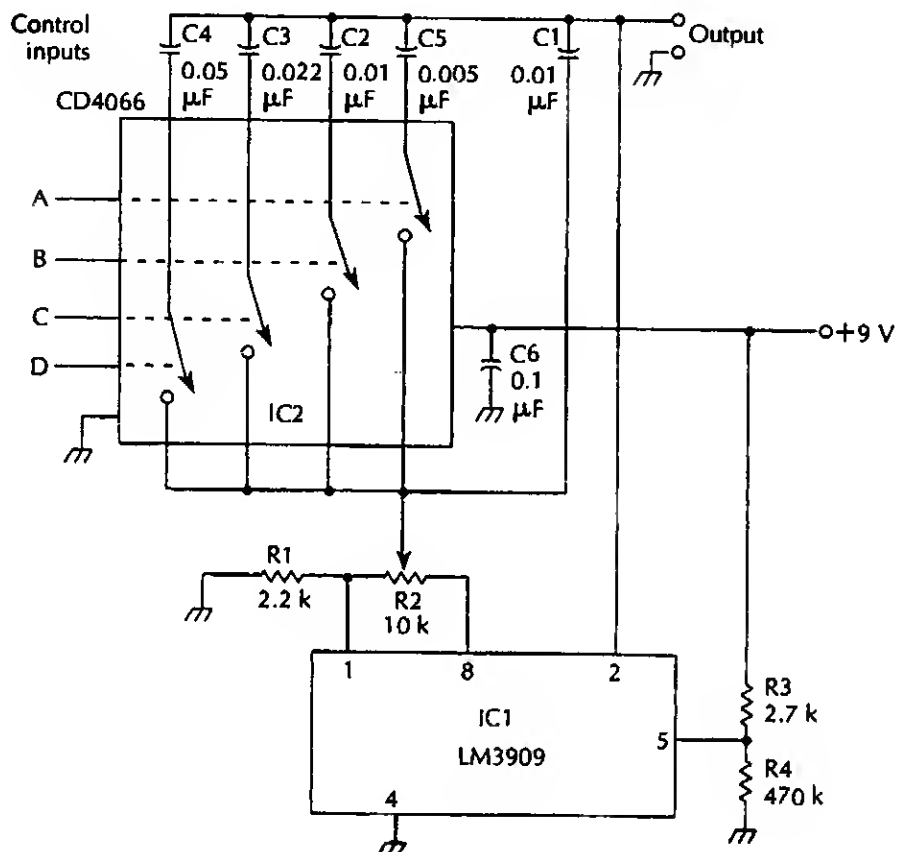 Control
inputs
C4
0.05
μF
C3
0.022
μF
C2
0.01
μF
C5
0.005
μF
C1
0.01
μF
Output
CD4066
A
B
C
D
IC2
C6
0.1
μF
+9 V
R1
2.2 k
R2
10 k
1
8
2
IC1
LM3909
5
4
R3
2.7 k
R4
470 k